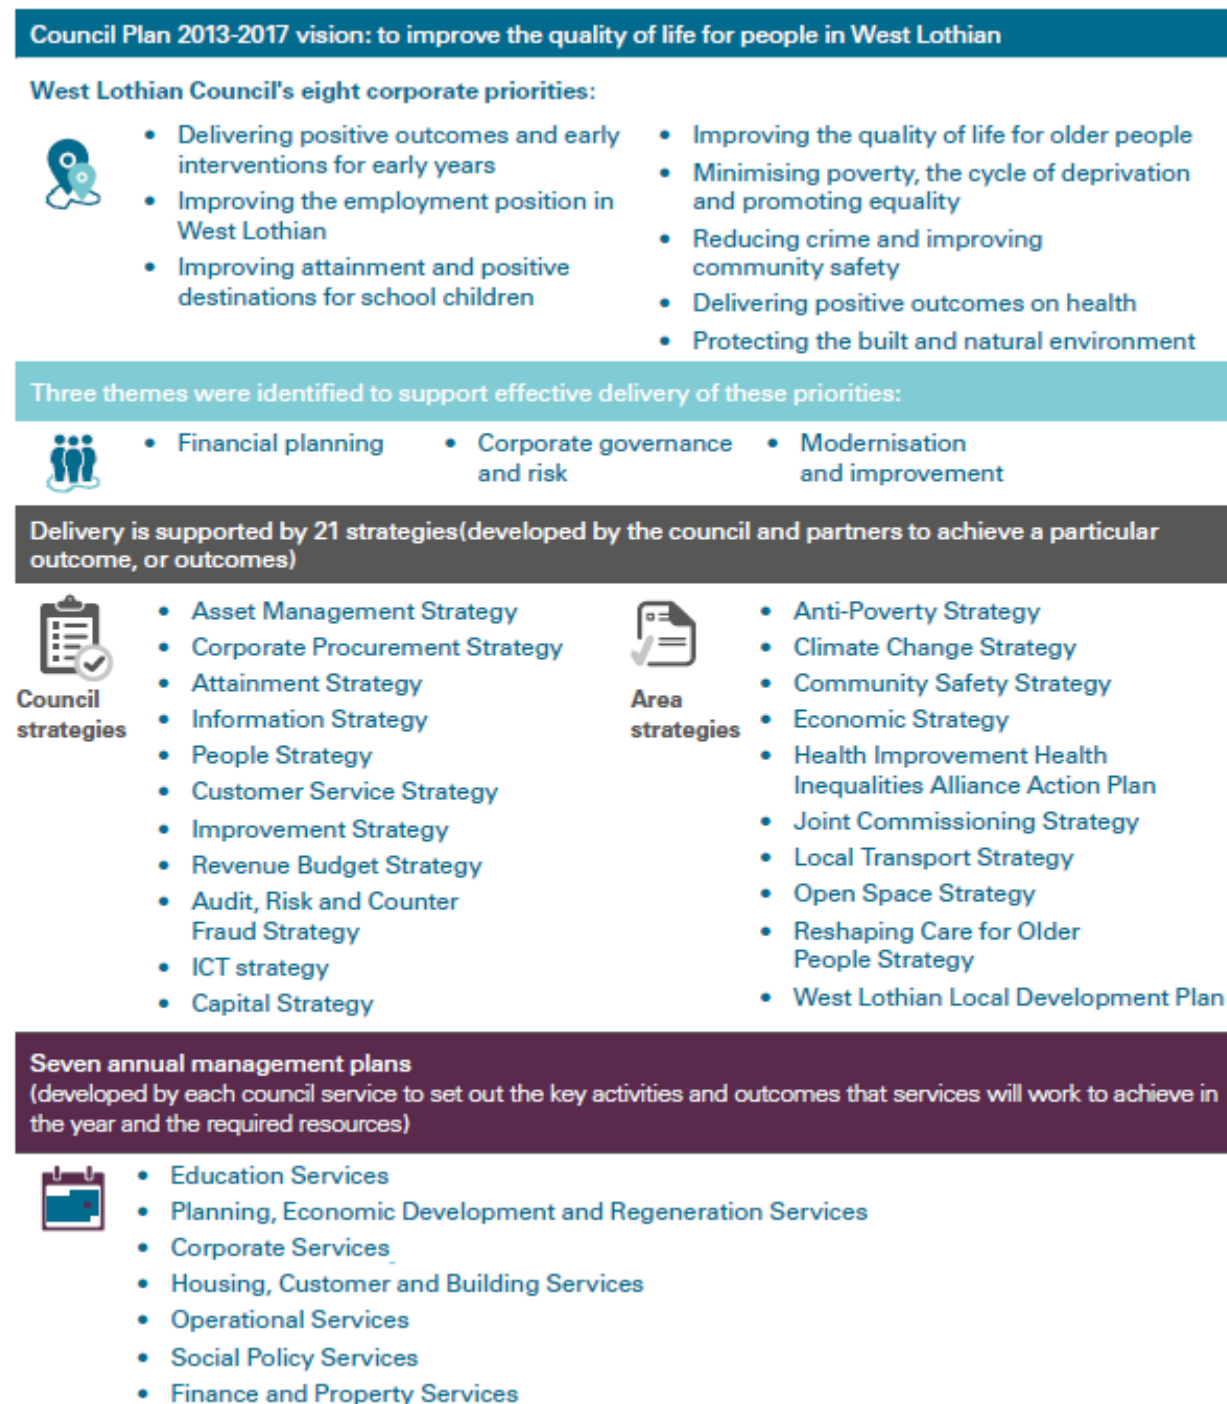 Council Plan 2013-2017 vision: to improve the quality of life for people in West Lothian
West Lothian Council's eight corporate priorities:
• Delivering positive outcomes and early
interventions for early years
• Improving the employment position in
West Lothian
• Improving attainment and positive
destinations for school children
• Improving the quality of life for older people
• Minimising poverty, the cycle of deprivation
and promoting equality
• Reducing crime and improving
community safety
• Delivering positive outcomes on health
• Protecting the built and natural environment
Three themes were identified to support effective delivery of these priorities:
• Financial planning
• Corporate governance
and risk
• Modernisation
and improvement
Delivery is supported by 21 strategies(developed by the council and partners to achieve a particular
outcome, or outcomes)
Council
strategies
• Asset Management Strategy
• Corporate Procurement Strategy
• Attainment Strategy
• Information Strategy
• People Strategy
• Customer Service Strategy
• Improvement Strategy
• Revenue Budget Strategy
• Audit, Risk and Counter
Fraud Strategy
• ICT strategy
• Capital Strategy
Area
strategies
• Anti-Poverty Strategy
• Climate Change Strategy
• Community Safety Strategy
• Economic Strategy
• Health Improvement Health
Inequalities Alliance Action Plan
• Joint Commissioning Strategy
• Local Transport Strategy
• Open Space Strategy
• Reshaping Care for Older
People Strategy
• West Lothian Local Development Plan
Seven annual management plans
(developed by each council service to set out the key activities and outcomes that services will work to achieve in
the year and the required resources)
• Education Services
• Planning, Economic Development and Regeneration Services
• Corporate Services
• Housing, Customer and Building Services
• Operational Services
• Social Policy Services
• Finance and Property Services